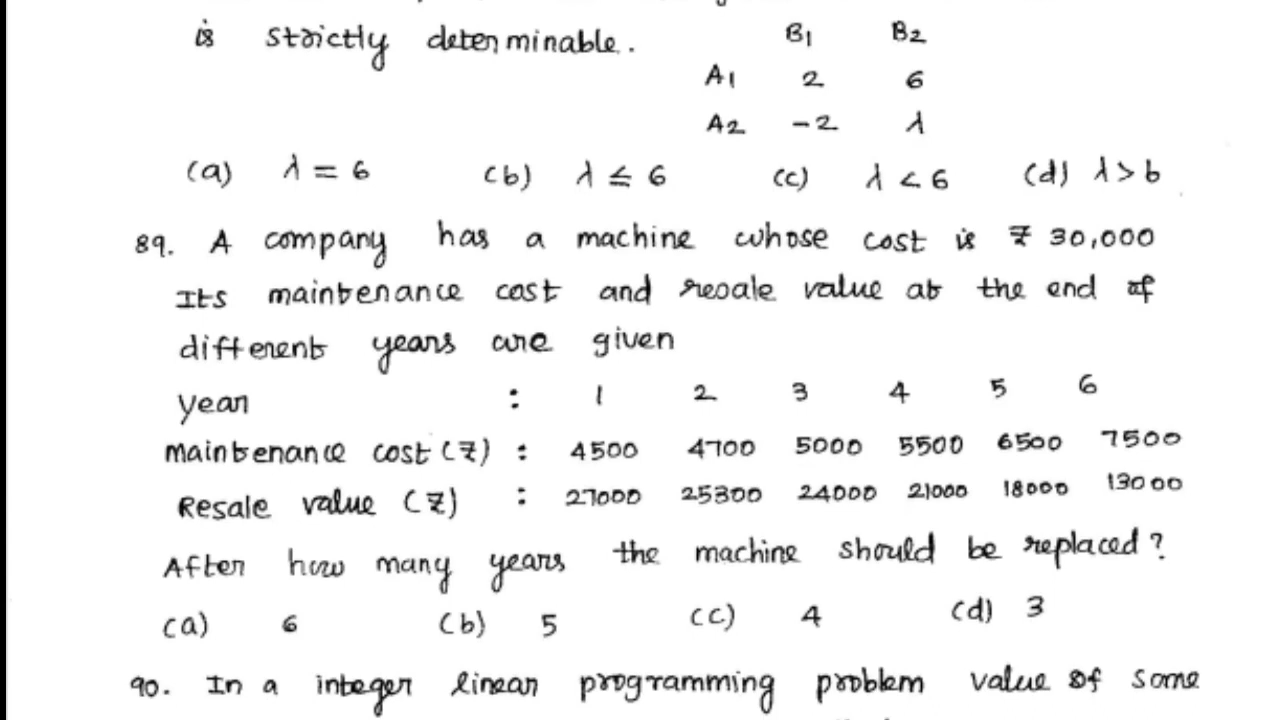 is strictly determinable.
B1 B2
A1 2 6
A2 -2 λ
(a) λ = 6 (b) λ ≤ 6 (c) λ < 6 (d) λ > 6
89. A company has a machine whose cost is ₹ 30,000
Its maintenance cost and resale value at the end of
different years are given
Year : 1 2 3 4 5 6
Maintenance cost (₹) : 4500 4700 5000 5500 6500 7500
Resale value (₹) : 27000 25300 24000 21000 18000 13000
After how many years the machine should be replaced?
(a) 6 (b) 5 (c) 4 (d) 3
90. In a integer linear programming problem value of some